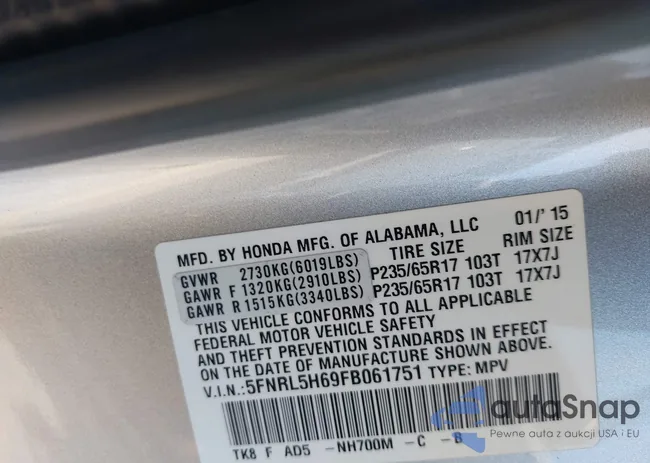 MFD. BY HONDA MFG. OF ALABAMA, LLC 01/'15
GVWR 2730KG(6019LBS) TIRE SIZE RIM SIZE
GAWR F 1320KG(2910LBS) P235/65R17 103T 17X7J
GAWR R 1515KG(3340LBS) P235/65R17 103T 17X7J
THIS VEHICLE CONFORMS TO ALL APPLICABLE
FEDERAL MOTOR VEHICLE SAFETY
AND THEFT PREVENTION STANDARDS IN EFFECT
ON THE DATE OF MANUFACTURE SHOWN ABOVE.
V.I.N.:5FNRL5H69FB061751 TYPE: MPV
TK8 F AD5 -NH700M -C -B
autoSnap
Pewne auta z aukcji USA i EU